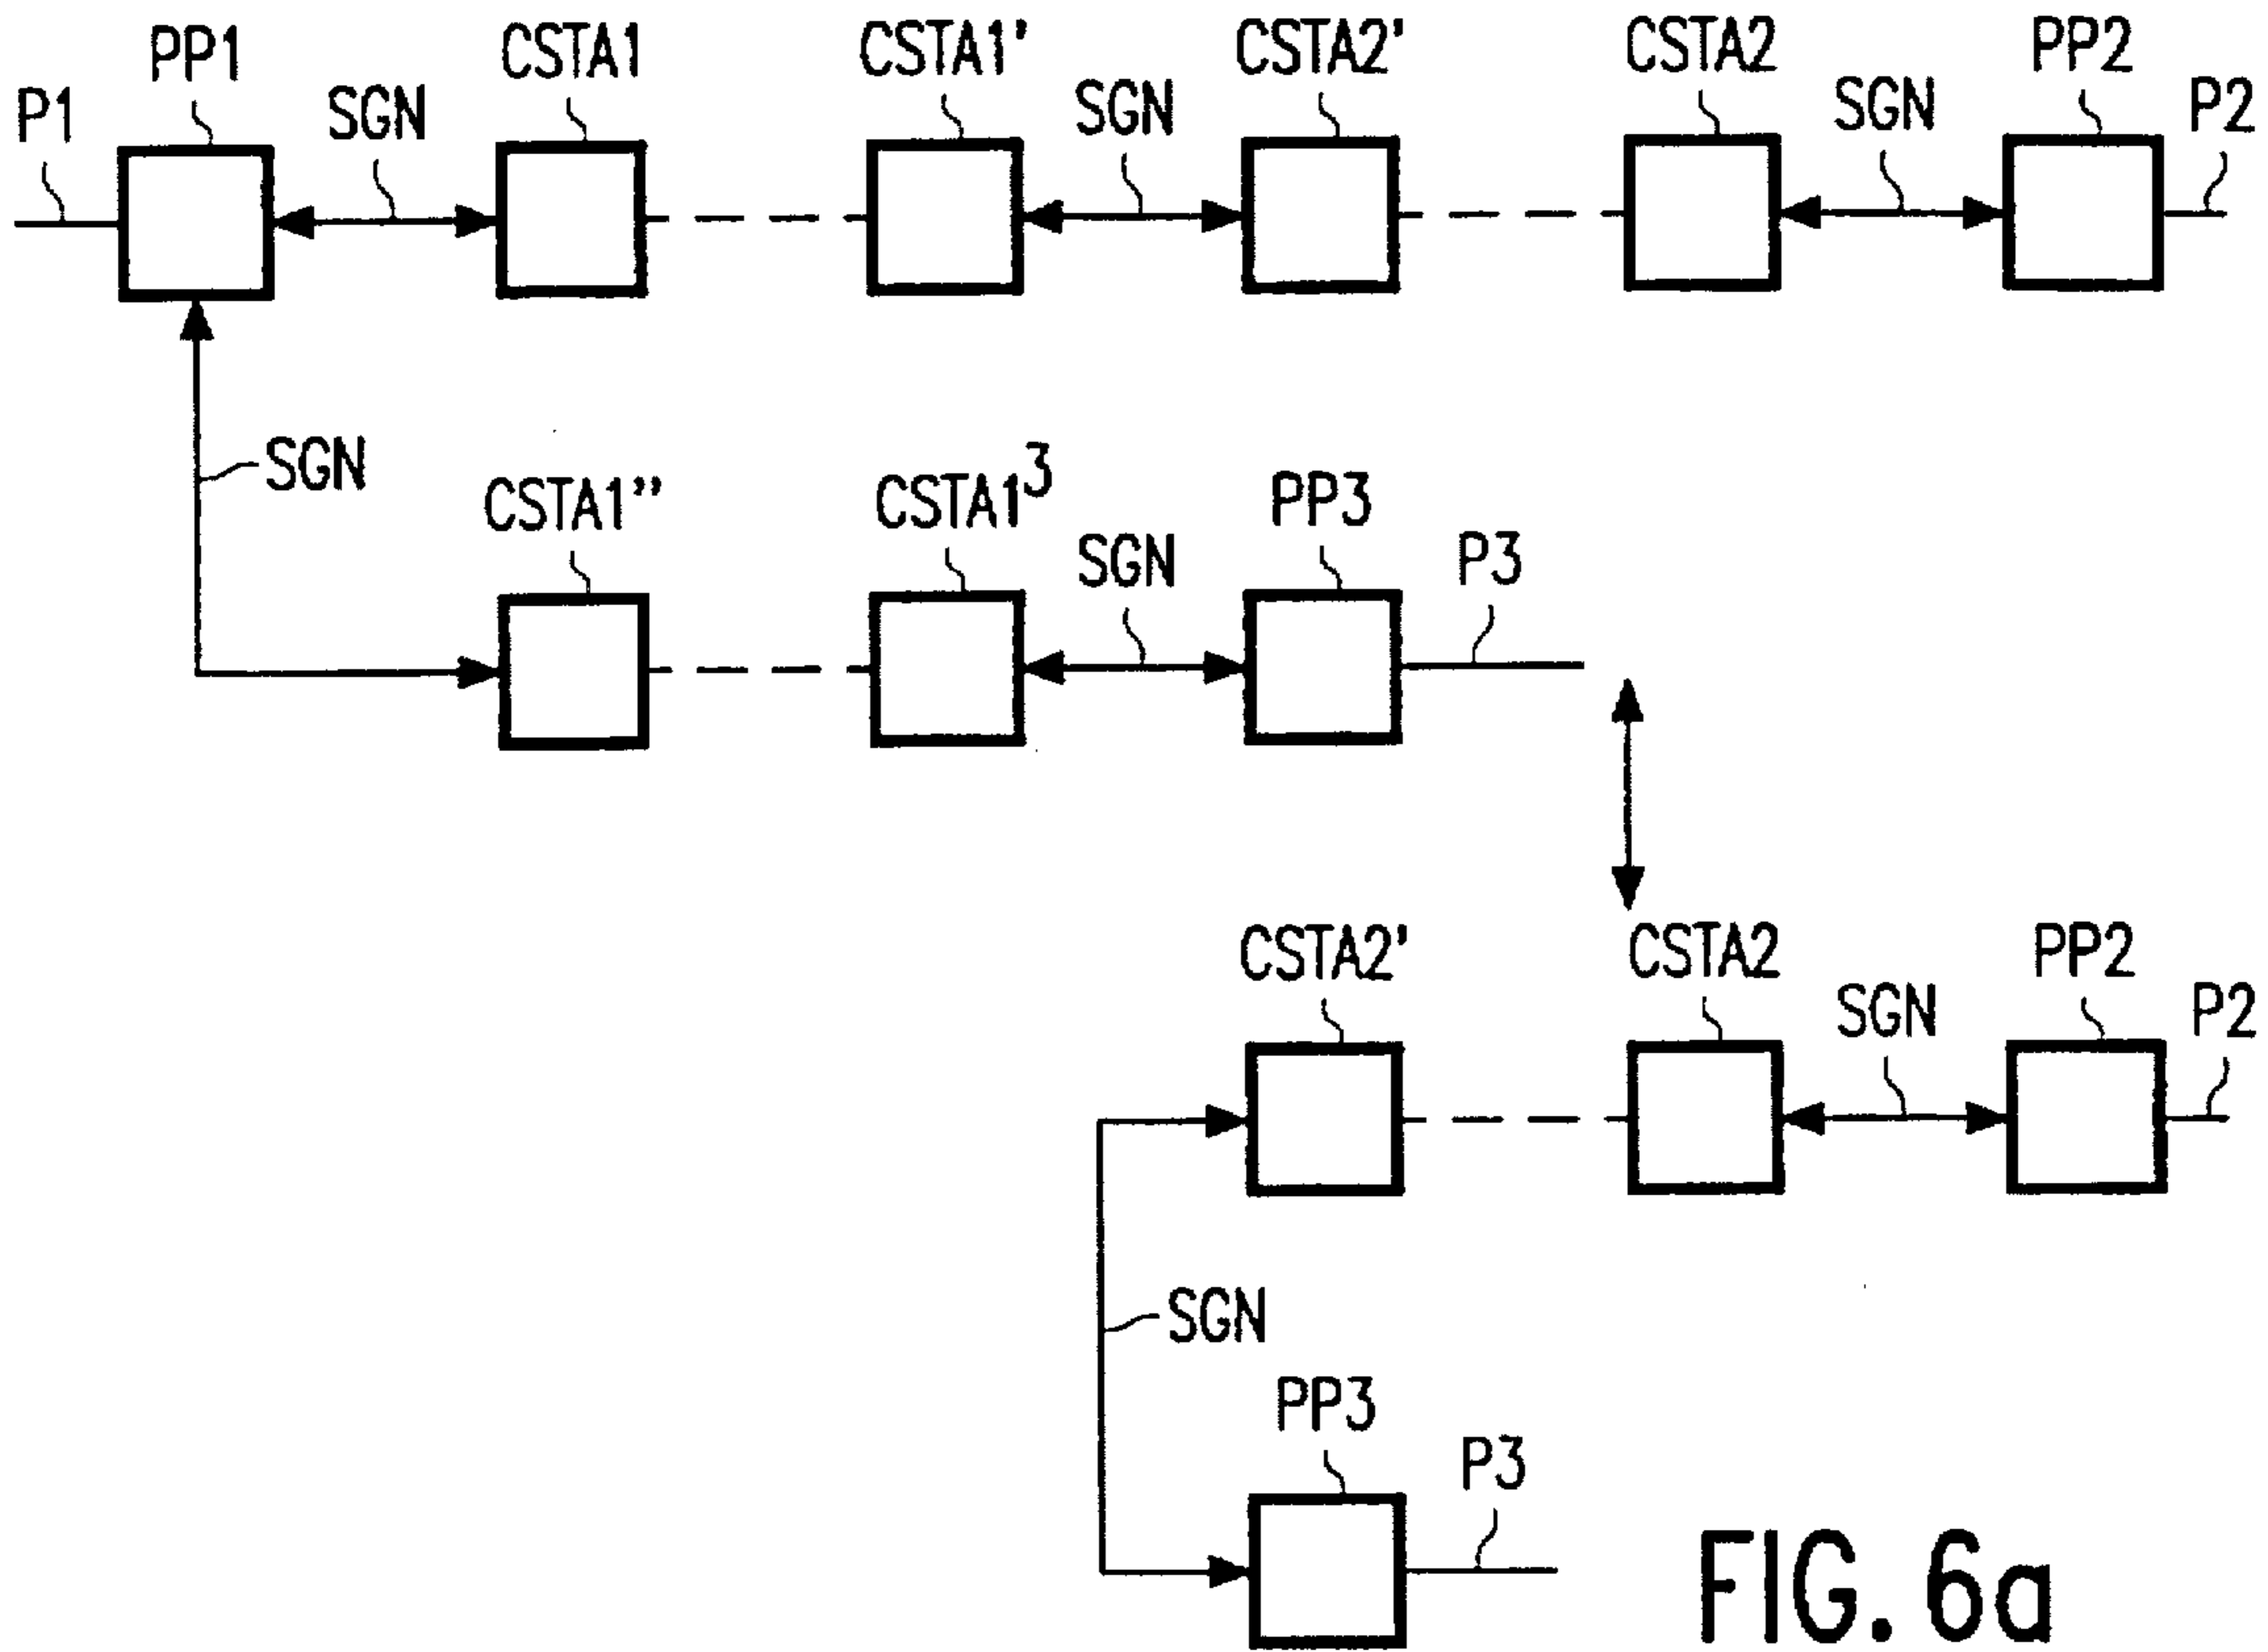 P1 PP1 SGN CSTA1 CSTA1' SGN CSTA2' CSTA2 SGN PP2 P2
SGN CSTA1” CSTA1³ SGN PP3 P3
CSTA2' CSTA2 SGN PP2 P2
SGN
PP3 P3
FIG. 6a